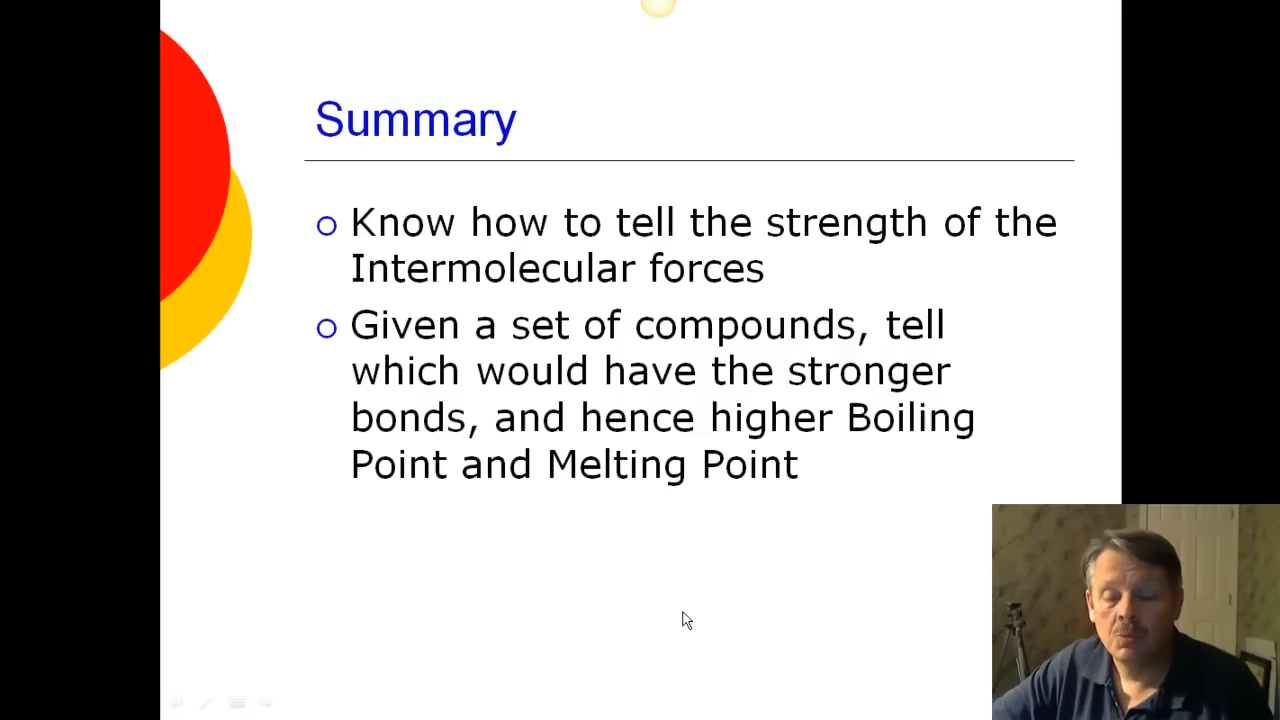 Summary
Know how to tell the strength of the
Intermolecular forces
Given a set of compounds, tell
which would have the stronger
bonds, and hence higher Boiling
Point and Melting Point